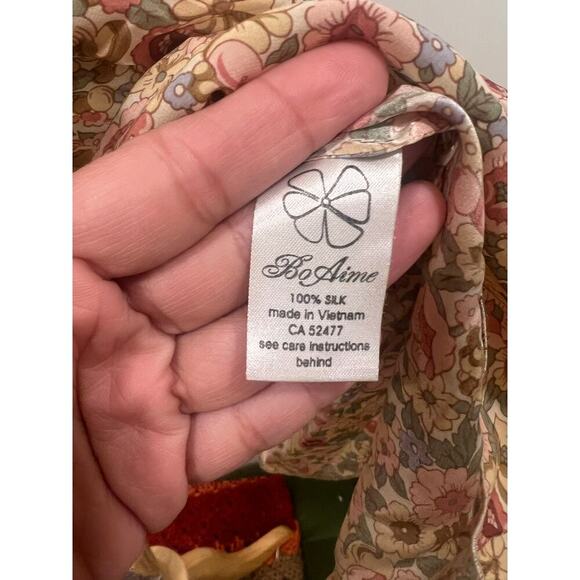 BoAime
100% SILK
made in Vietnam
CA 52477
see care instructions
behind